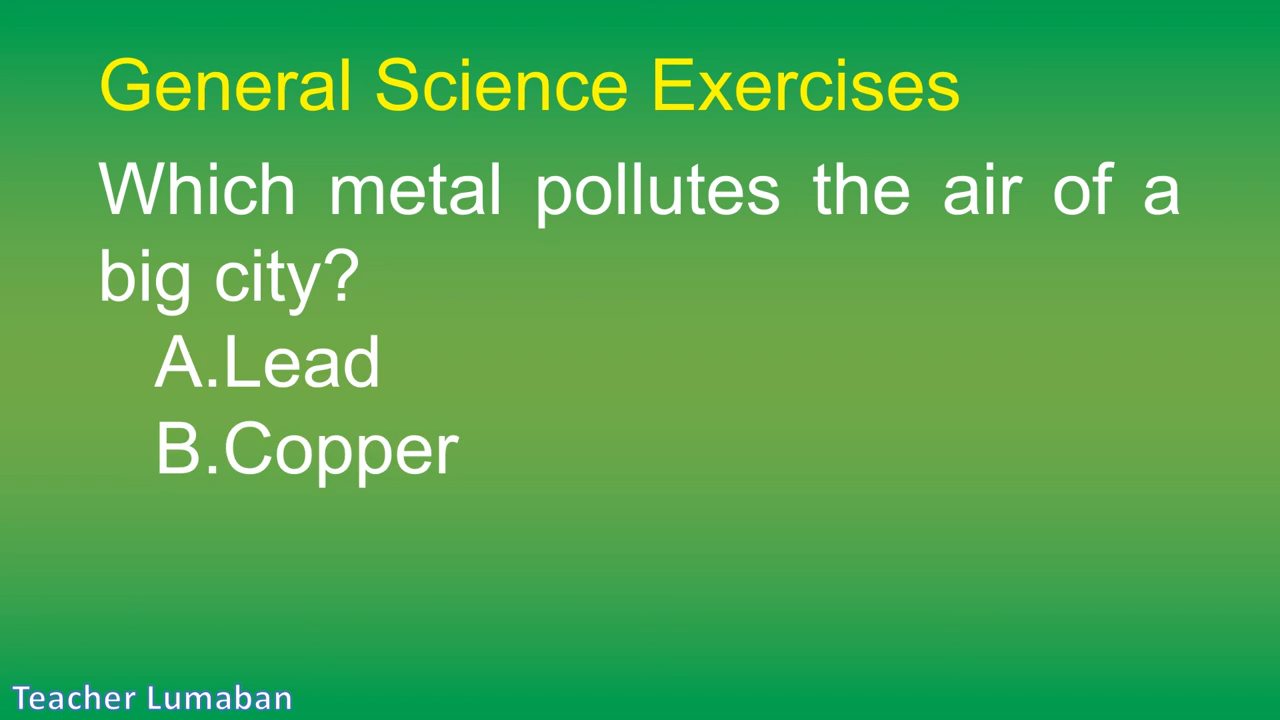 General Science Exercises
Which metal pollutes the air of a
big city?
A.Lead
B.Copper
Teacher Lumaban